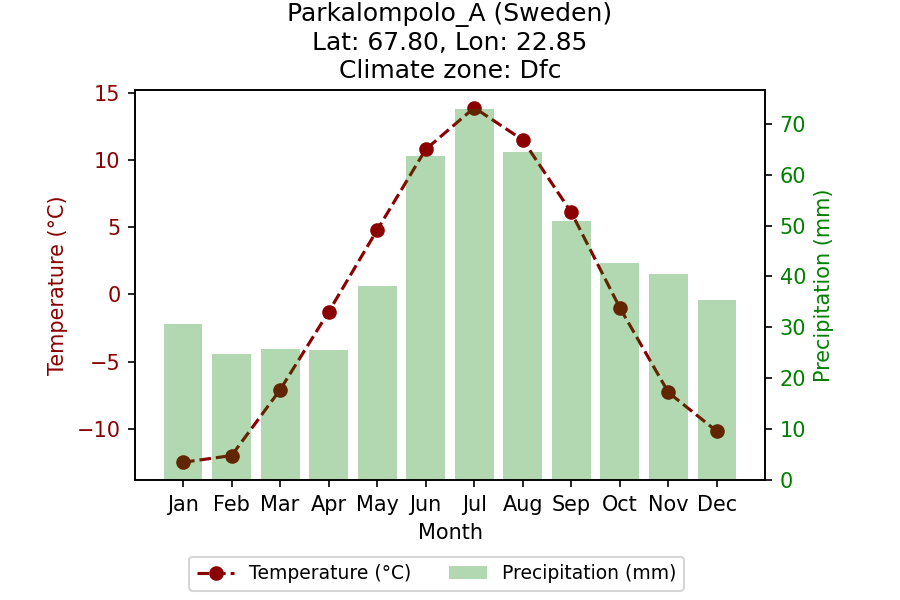 Parkalompolo_A (Sweden)
Lat: 67.80, Lon: 22.85
Climate zone: Dfc
15
10
5
0
−5
−10
Temperature (°C)
70
60
50
40
30
20
10
0
Precipitation (mm)
Jan Feb Mar Apr May Jun Jul Aug Sep Oct Nov Dec
Month
Temperature (°C) Precipitation (mm)